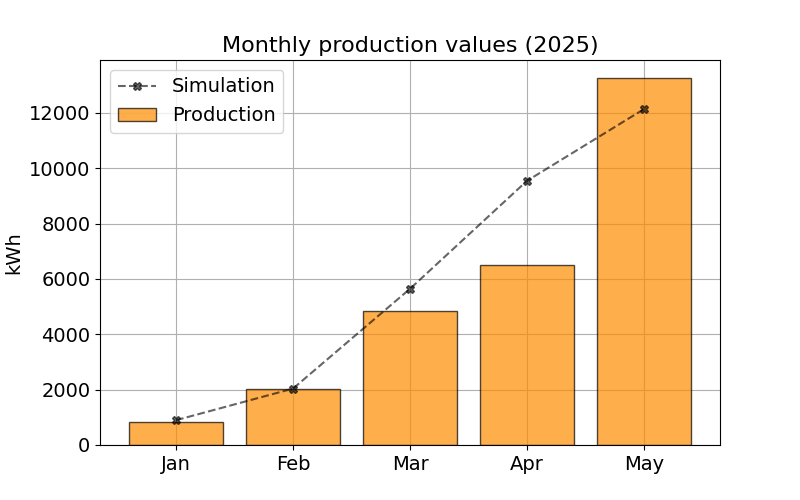 Monthly production values (2025)
Simulation
Production
12000
10000
8000
6000
4000
2000
0
kWh
Jan Feb Mar Apr May